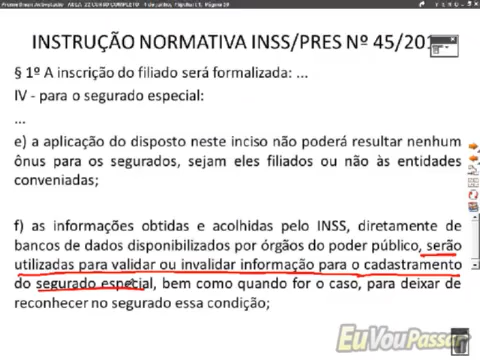 INSTRUÇÃO NORMATIVA INSS/PRES Nº 45/201
§ 1º A inscrição do filiado será formalizada: ...
IV - para o segurado especial:
...
e) a aplicação do disposto neste inciso não poderá resultar nenhum
ônus para os segurados, sejam eles filiados ou não às entidades
conveniadas;
f) as informações obtidas e acolhidas pelo INSS, diretamente de
bancos de dados disponibilizados por órgãos do poder público, serão
utilizadas para validar ou invalidar informação para o cadastramento
do segurado especial, bem como quando for o caso, para deixar de
reconhecer no segurado essa condição;
EuVouPassar